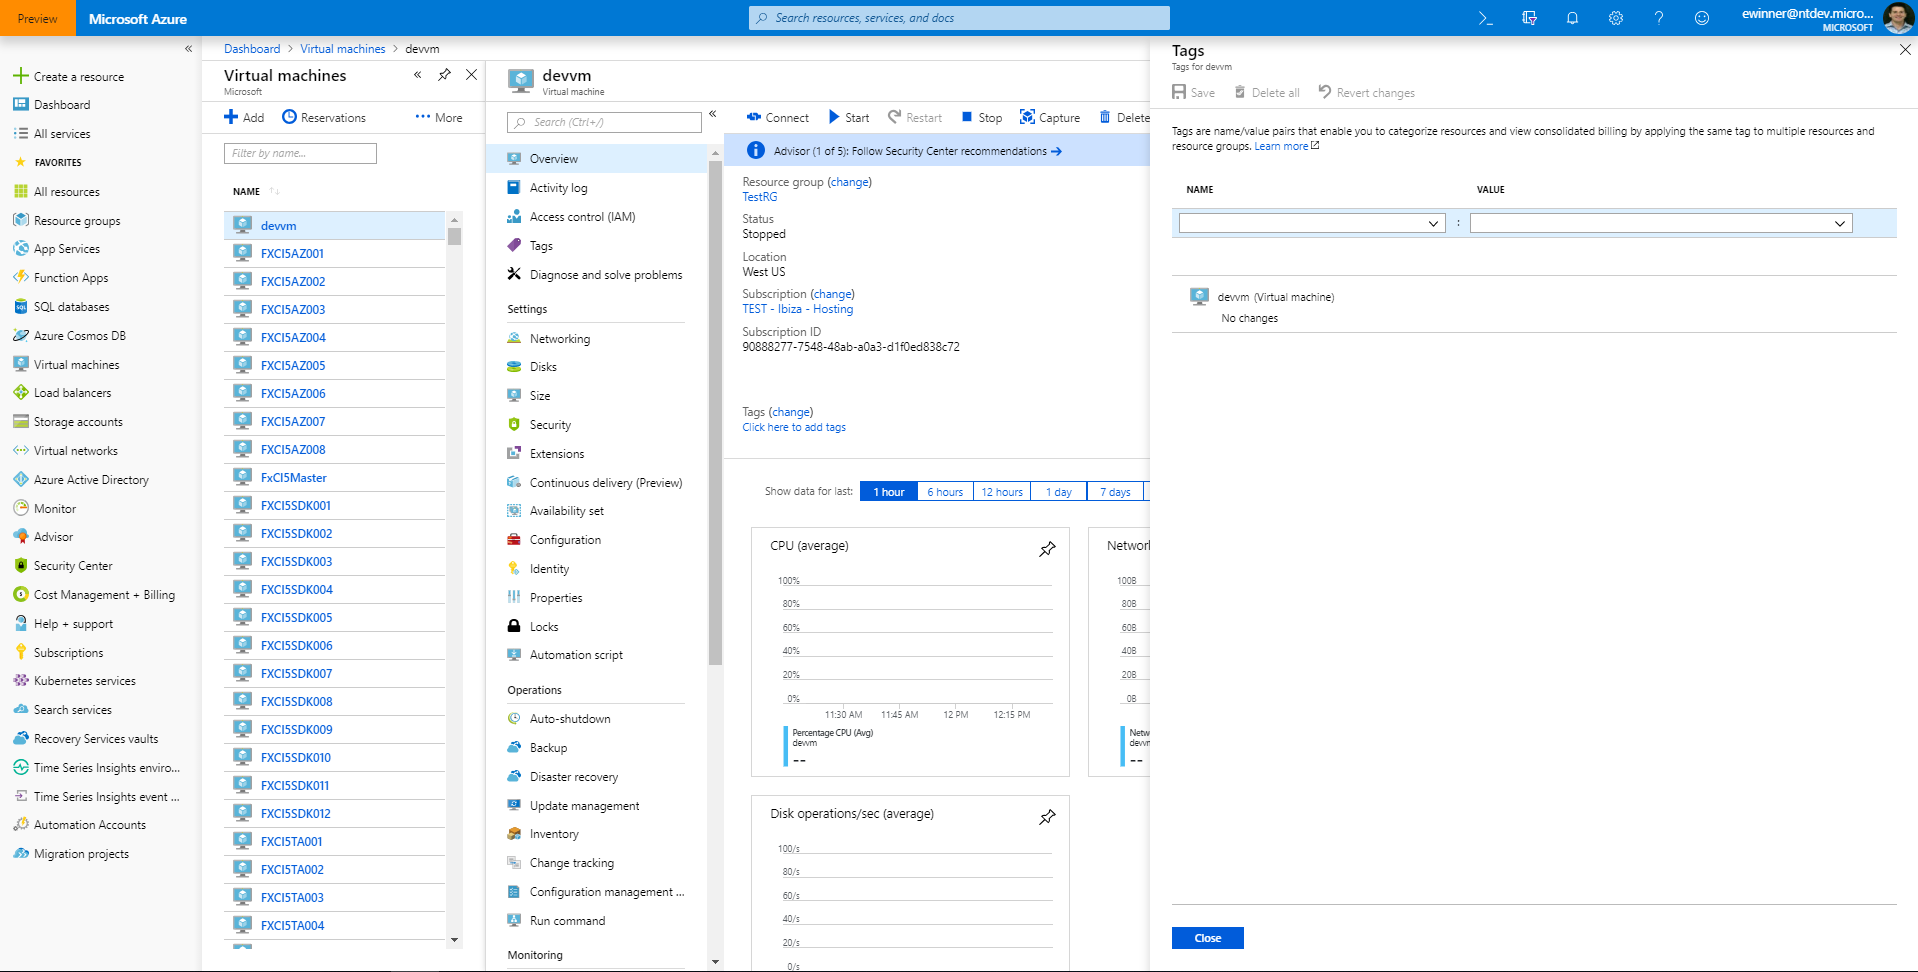 Preview
Microsoft Azure
Search resources, services, and docs
ewinner@ntdev.micro...
MICROSOFT
Create a resource
Dashboard
All services
FAVORITES
All resources
Resource groups
App Services
Function Apps
SQL databases
Azure Cosmos DB
Virtual machines
Load balancers
Storage accounts
Virtual networks
Azure Active Directory
Monitor
Advisor
Security Center
Cost Management + Billing
Help + support
Subscriptions
Kubernetes services
Search services
Recovery Services vaults
Time Series Insights enviro...
Time Series Insights event ...
Automation Accounts
Migration projects
Dashboard > Virtual machines > devvm
Virtual machines
Microsoft
Add
Reservations
More
Filter by name...
NAME
devvm
FXCI5AZ001
FXCI5AZ002
FXCI5AZ003
FXCI5AZ004
FXCI5AZ005
FXCI5AZ006
FXCI5AZ007
FXCI5AZ008
FxCI5Master
FXCI5SDK001
FXCI5SDK002
FXCI5SDK003
FXCI5SDK004
FXCI5SDK005
FXCI5SDK006
FXCI5SDK007
FXCI5SDK008
FXCI5SDK009
FXCI5SDK010
FXCI5SDK011
FXCI5SDK012
FXCI5TA001
FXCI5TA002
FXCI5TA003
FXCI5TA004
devvm
Virtual machine
Search (Ctrl+/)
Overview
Activity log
Access control (IAM)
Tags
Diagnose and solve problems
Settings
Networking
Disks
Size
Security
Extensions
Continuous delivery (Preview)
Availability set
Configuration
Identity
Properties
Locks
Automation script
Operations
Auto-shutdown
Backup
Disaster recovery
Update management
Inventory
Change tracking
Configuration management ...
Run command
Monitoring
Connect
Start
Restart
Stop
Capture
Delete
Advisor (1 of 5): Follow Security Center recommendations →
Resource group (change)
TestRG
Status
Stopped
Location
West US
Subscription (change)
TEST - Ibiza - Hosting
Subscription ID
90888277-7548-48ab-a0a3-d1f0ed838c72
Tags (change)
Click here to add tags
Show data for last:
1 hour
6 hours
12 hours
1 day
7 days
CPU (average)
100%
80%
60%
40%
20%
0%
11:30 AM
11:45 AM
12 PM
12:15 PM
Percentage CPU (Avg)
devvm
--
Network
100B
80B
60B
40B
20B
0B
Netw
devvm
--
Disk operations/sec (average)
100/s
80/s
60/s
40/s
20/s
0/s
Tags
Tags for devvm
Save
Delete all
Revert changes
Tags are name/value pairs that enable you to categorize resources and view consolidated billing by applying the same tag to multiple resources and
resource groups. Learn more
NAME
VALUE
:
devvm (Virtual machine)
No changes
Close